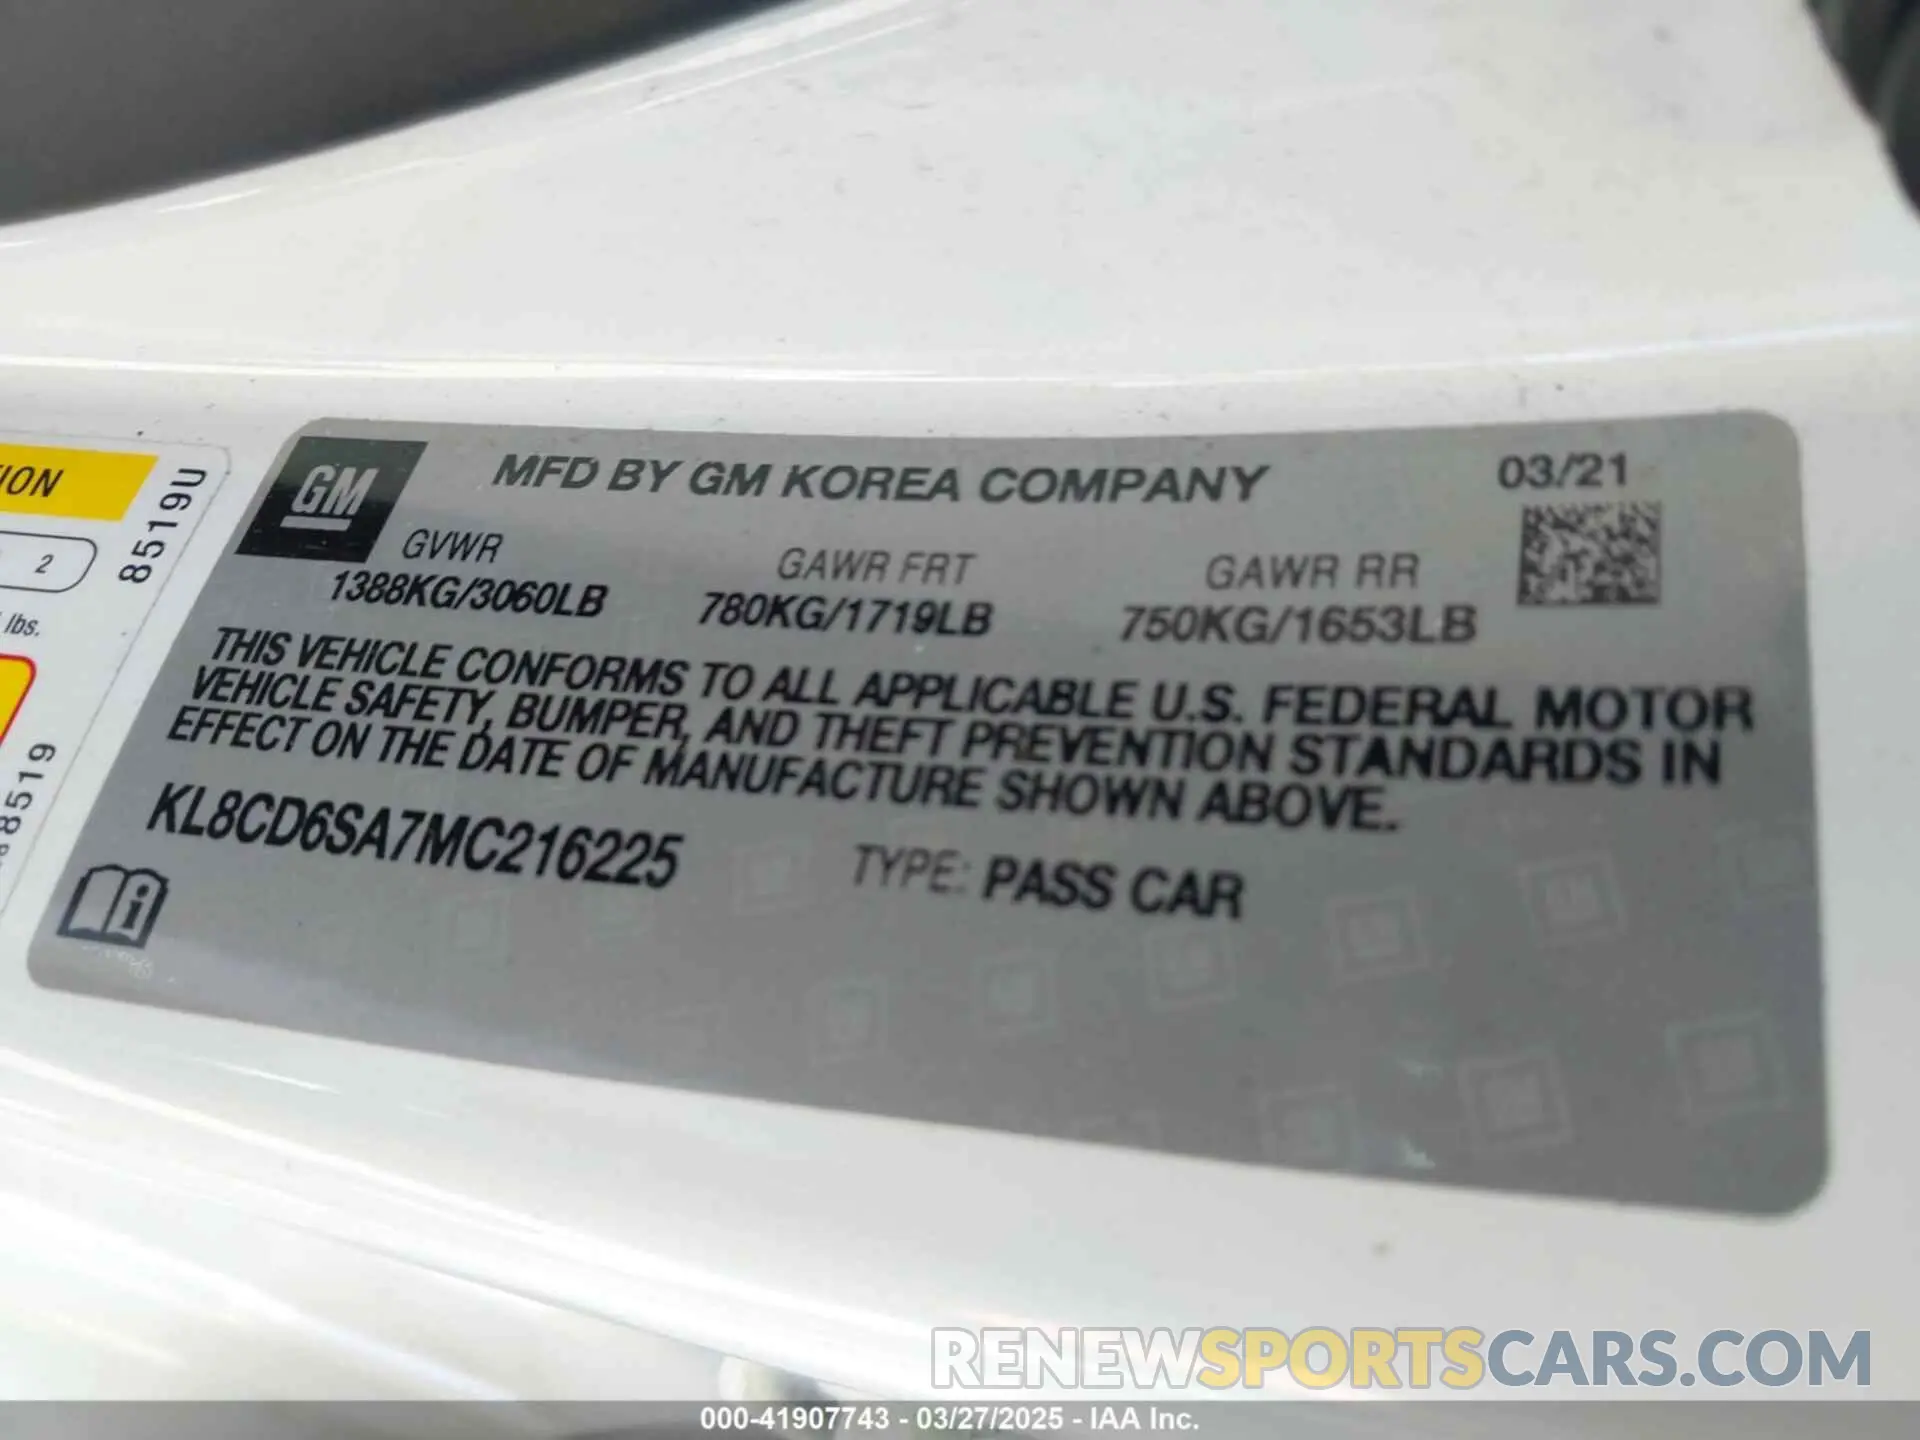 GM
MFD BY GM KOREA COMPANY
03/21
GVWR
GAWR FRT
GAWR RR
1388KG/3060LB
780KG/1719LB
750KG/1653LB
THIS VEHICLE CONFORMS TO ALL APPLICABLE U.S. FEDERAL MOTOR
VEHICLE SAFETY, BUMPER, AND THEFT PREVENTION STANDARDS IN
EFFECT ON THE DATE OF MANUFACTURE SHOWN ABOVE.
KL8CD6SA7MC216225
TYPE: PASS CAR
ION
8519U
2
lbs.
8519
RENEWSPORTSCARS.COM
000-41907743 - 03/27/2025 - IAA Inc.